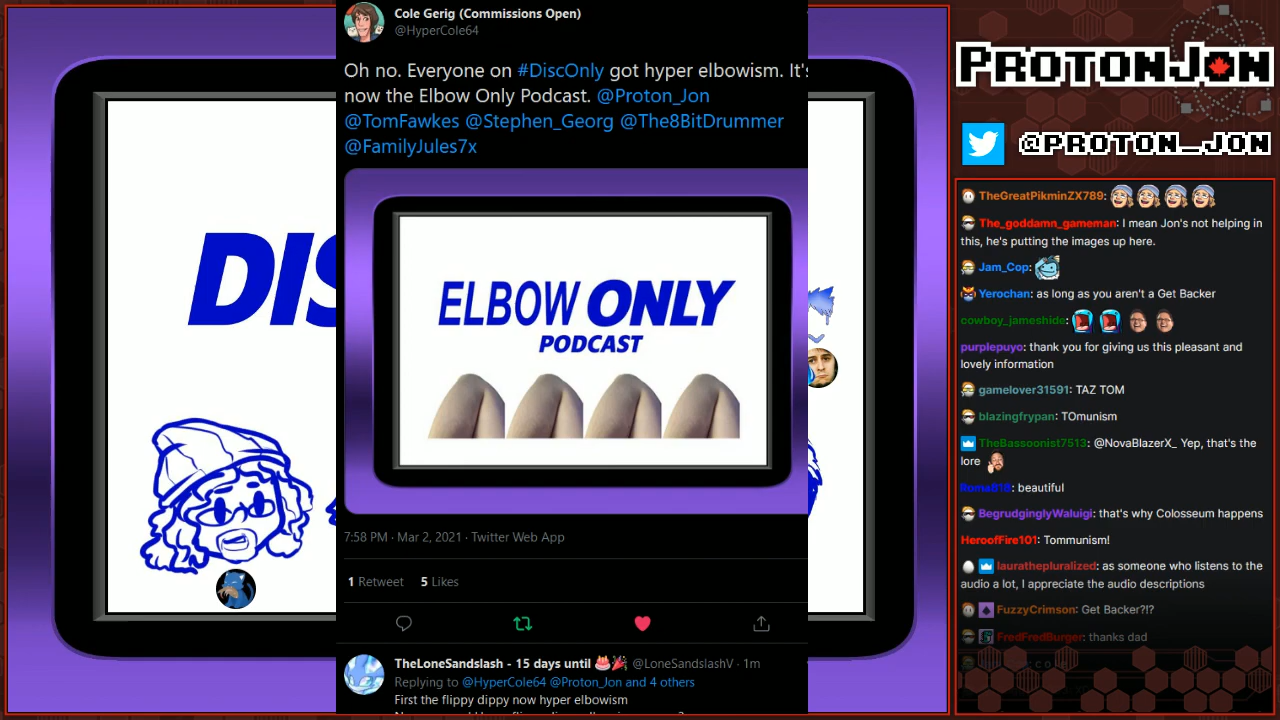 Cole Gerig (Commissions Open)
@HyperCole64
Oh no. Everyone on #DiscOnly got hyper elbowism. It's
now the Elbow Only Podcast. @Proton_Jon
@TomFawkes @Stephen_Georg @The8BitDrummer
@FamilyJules7x
ELBOW ONLY
PODCAST
7:58 PM · Mar 2, 2021 · Twitter Web App
1 Retweet 5 Likes
TheLoneSandslash - 15 days until 🎂🎉 @LoneSandslashV · 1m
Replying to @HyperCole64 @Proton_Jon and 4 others
First the flippy dippy now hyper elbowism
DIS
PROTONJON
@PROTON_JON
TheGreatPikminZX789:
The_goddamn_gameman: I mean Jon's not helping in
this, he's putting the images up here.
Jam_Cop:
Yerochan: as long as you aren't a Get Backer
cowboy_jameshide:
purplepuyo: thank you for giving us this pleasant and
lovely information
gamelover31591: TAZ TOM
blazingfrypan: TOmunism
TheBassoonist7513: @NovaBlazerX_ Yep, that's the
lore
Roma818: beautiful
BegrudginglyWaluigi: that's why Colosseum happens
HeroofFire101: Tommunism!
laurathepluralized: as someone who listens to the
audio a lot, I appreciate the audio descriptions
FuzzyCrimson: Get Backer?!?
FredFredBurger: thanks dad